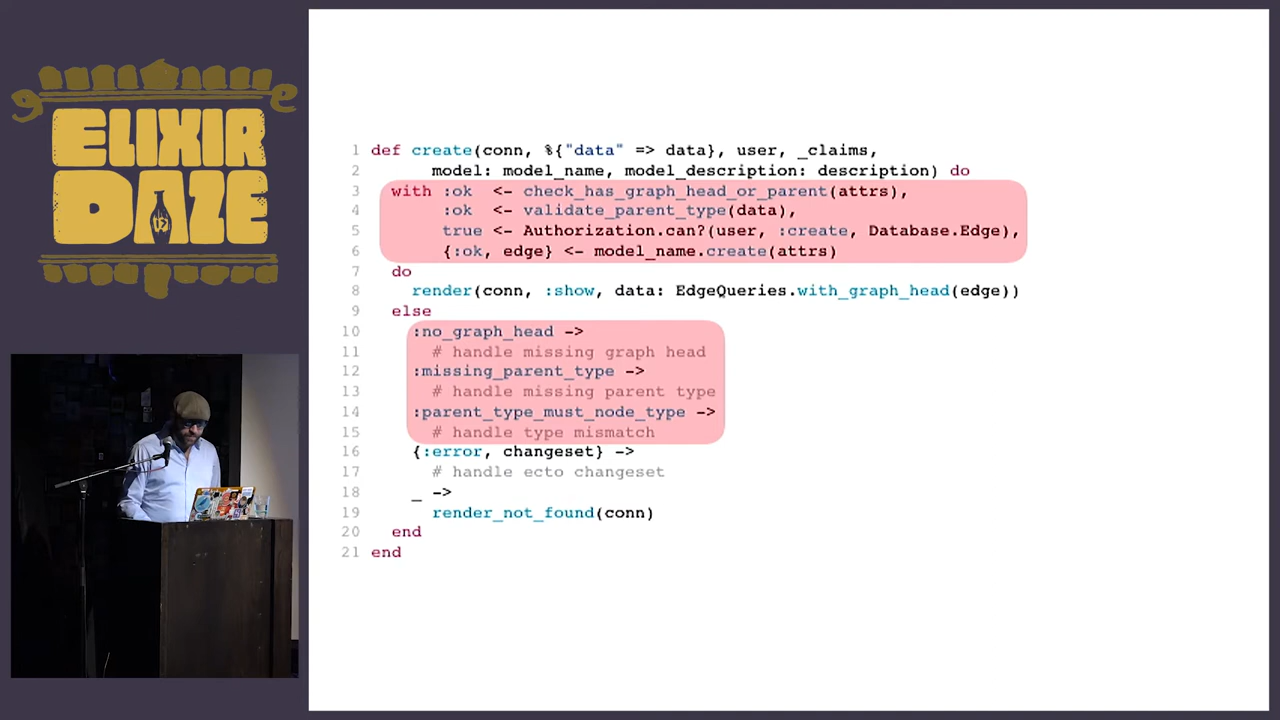 ELIXIR
DAZE
1 def create(conn, %{"data" => data}, user, _claims,
2 model: model_name, model_description: description) do
3 with :ok <- check_has_graph_head_or_parent(attrs),
4 :ok <- validate_parent_type(data),
5 true <- Authorization.can?(user, :create, Database.Edge),
6 {:ok, edge} <- model_name.create(attrs)
7 do
8 render(conn, :show, data: EdgeQueries.with_graph_head(edge))
9 else
10 :no_graph_head ->
11 # handle missing graph head
12 :missing_parent_type ->
13 # handle missing parent type
14 :parent_type_must_node_type ->
15 # handle type mismatch
16 {:error, changeset} ->
17 # handle ecto changeset
18 _ ->
19 render_not_found(conn)
20 end
21 end